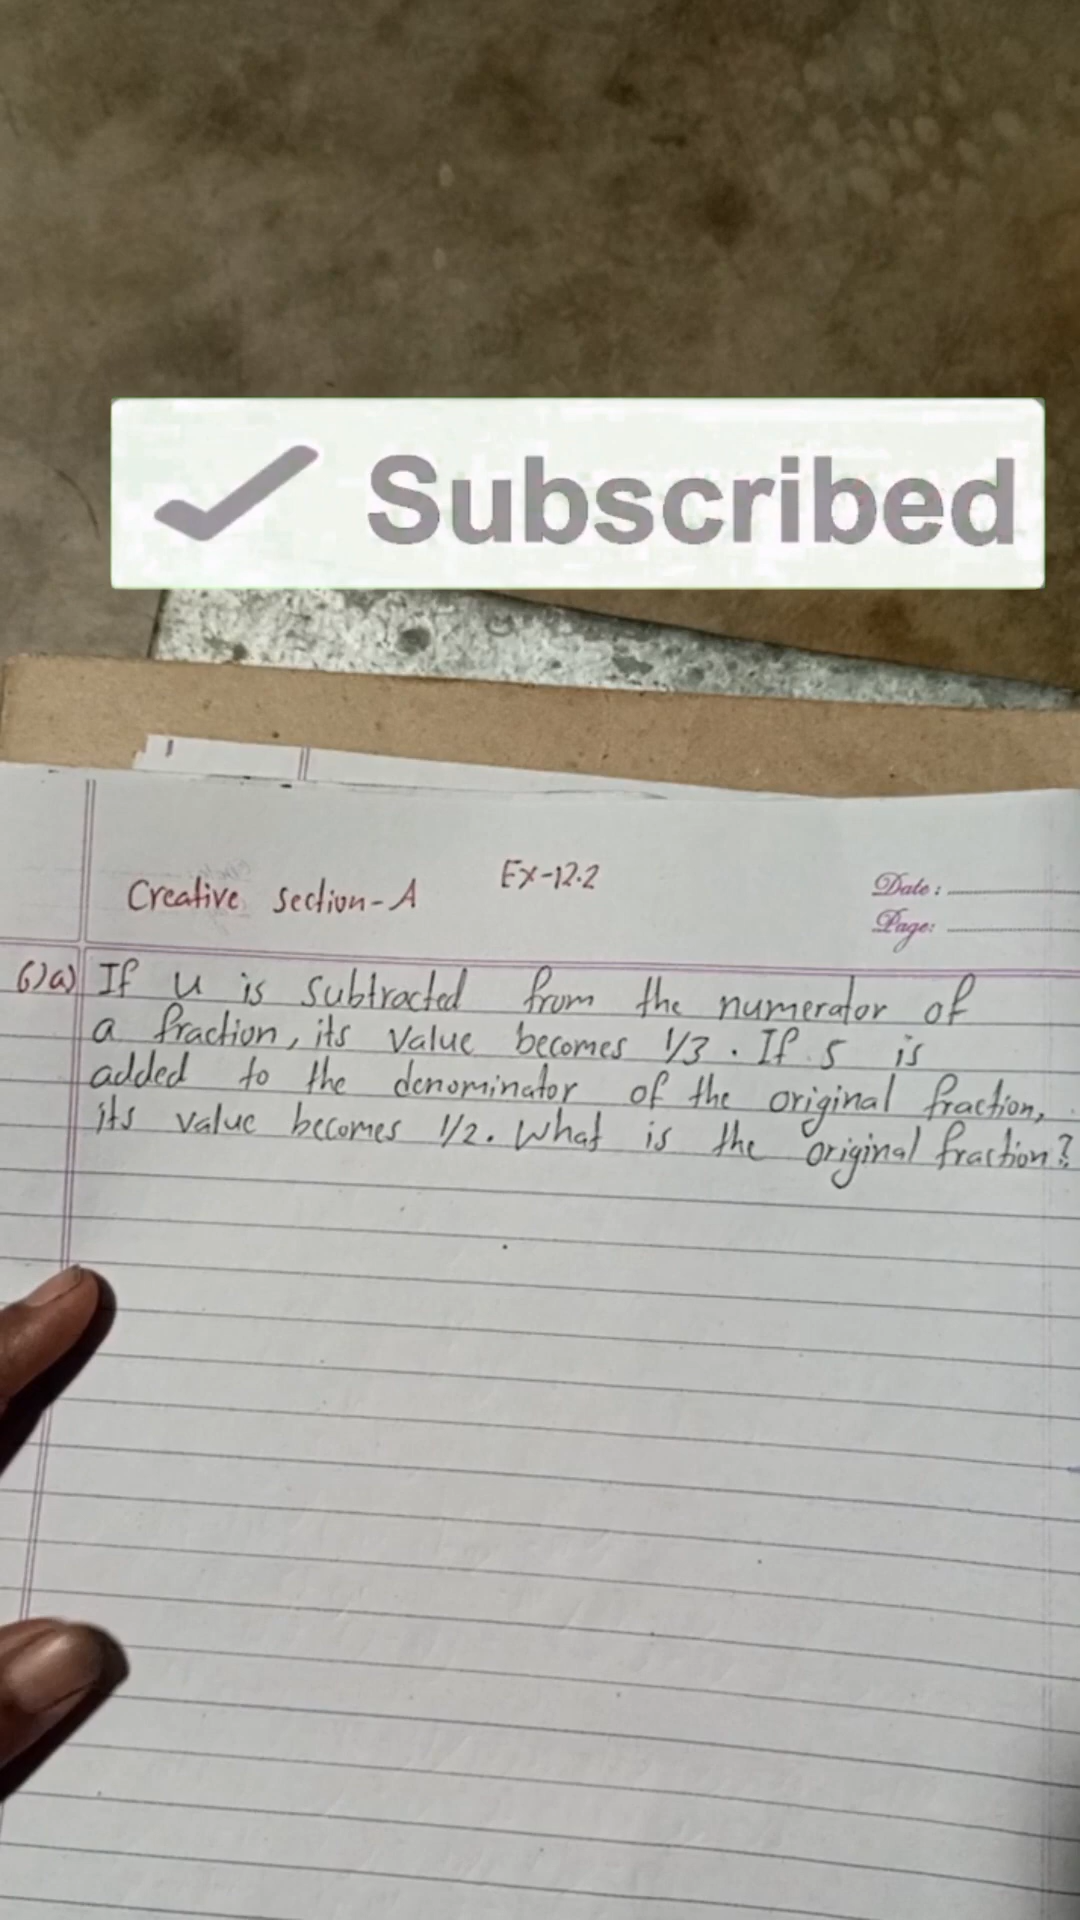 Subscribed
Creative section-A Ex-12.2
Date:
Page:
6)a) If 4 is subtracted from the numerator of
a fraction, its value becomes 1/3. If 5 is
added to the denominator of the original fraction,
its value becomes 1/2. What is the original fraction?